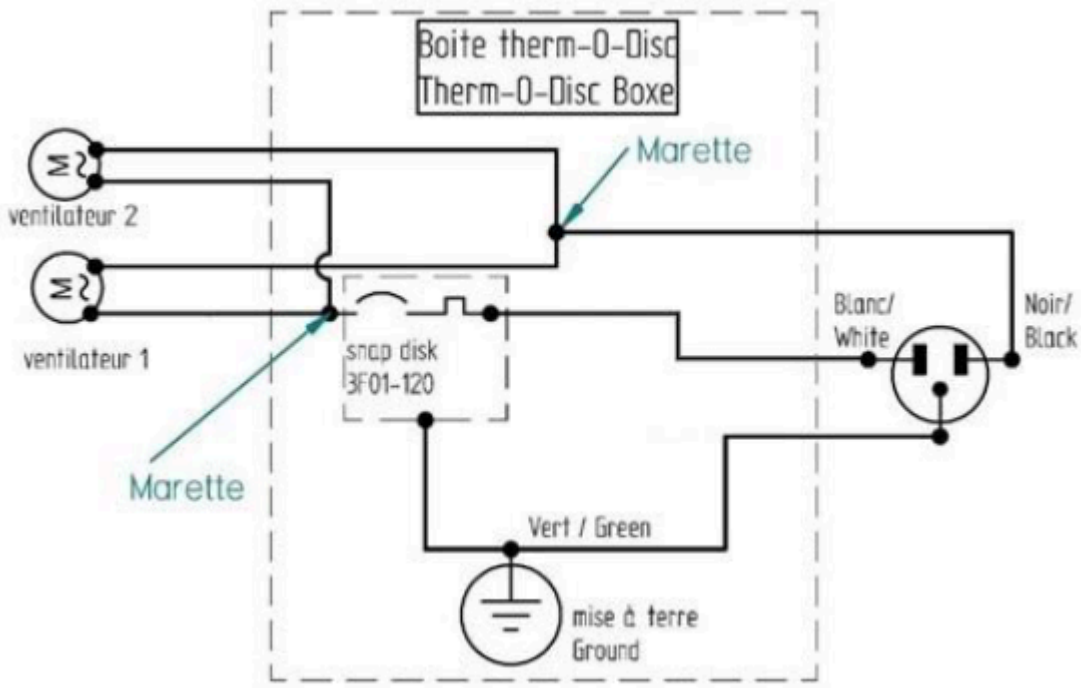 Boite therm-O-Disc
Therm-O-Disc Boxe
Marette
M
ventilateur 2
M
ventilateur 1
Blanc/
White
Noir/
Black
snap disk
3F01-120
Marette
Vert / Green
mise à terre
Ground